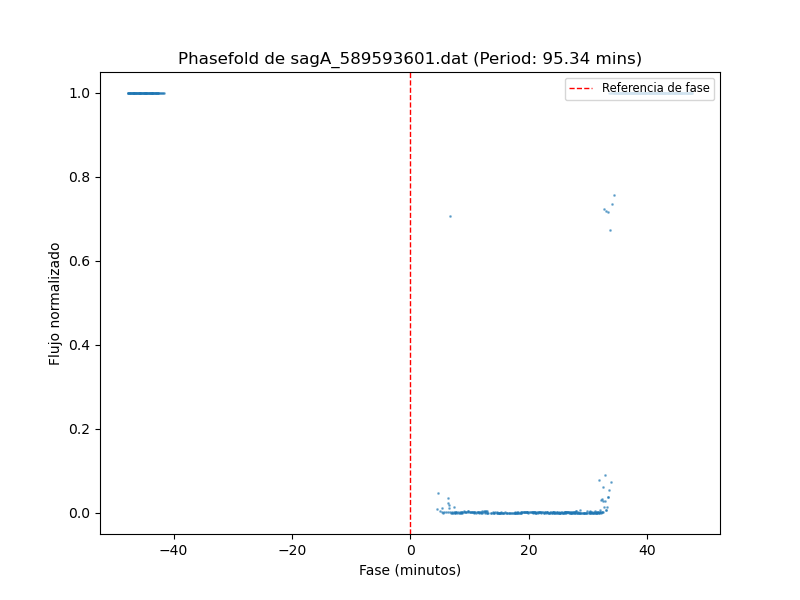 Phasefold de sagA_589593601.dat (Period: 95.34 mins)
Referencia de fase
Flujo normalizado
1.0
0.8
0.6
0.4
0.2
0.0
−40 −20 0 20 40
Fase (minutos)